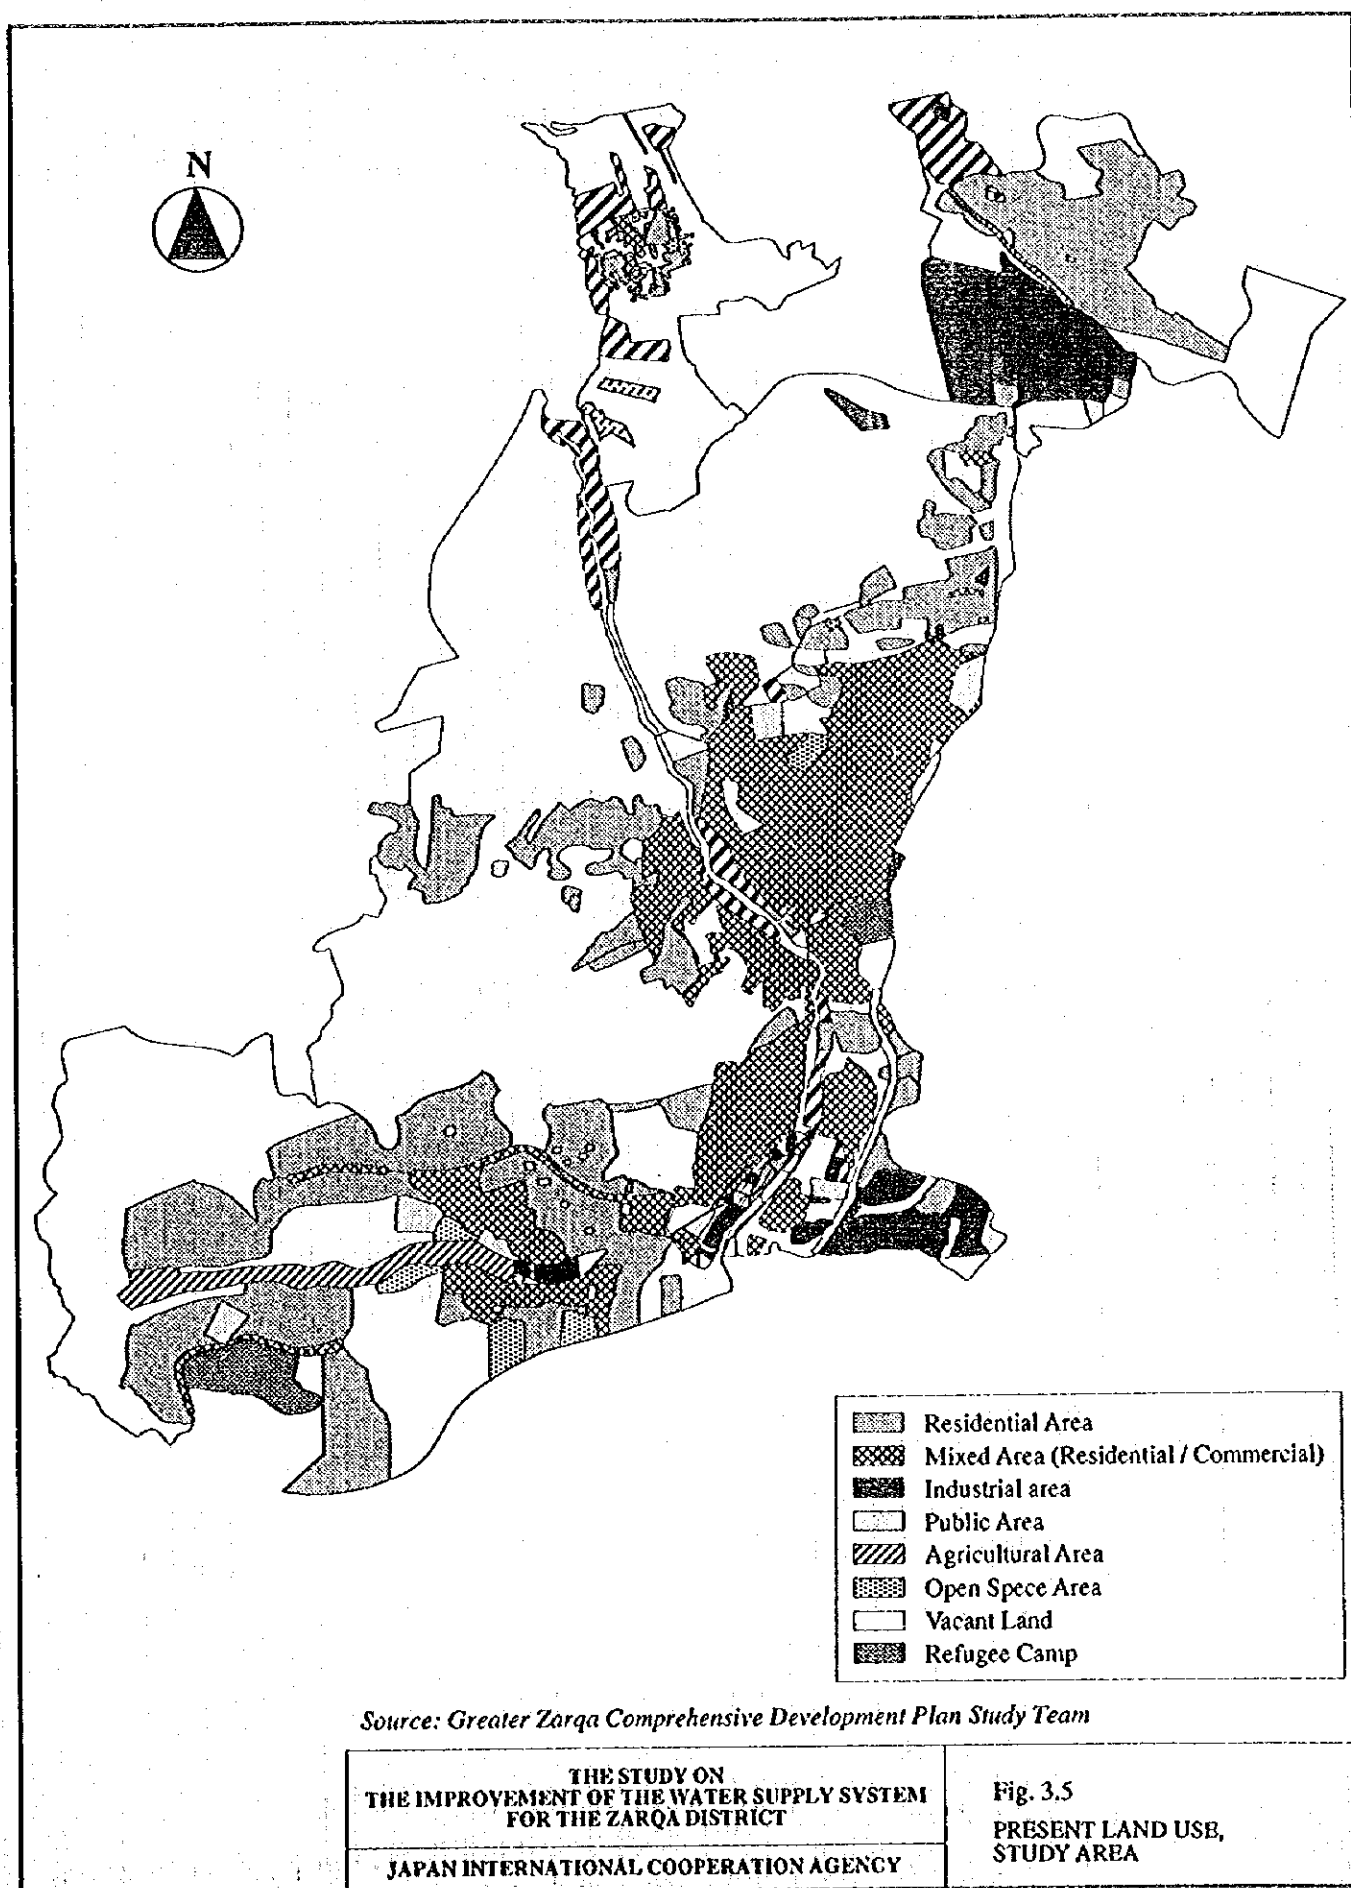 N
Residential Area
Mixed Area (Residential / Commercial)
Industrial area
Public Area
Agricultural Area
Open Spece Area
Vacant Land
Refugee Camp
Source: Greater Zarqa Comprehensive Development Plan Study Team
THE STUDY ON
THE IMPROVEMENT OF THE WATER SUPPLY SYSTEM
FOR THE ZARQA DISTRICT
JAPAN INTERNATIONAL COOPERATION AGENCY
Fig. 3.5
PRESENT LAND USE,
STUDY AREA